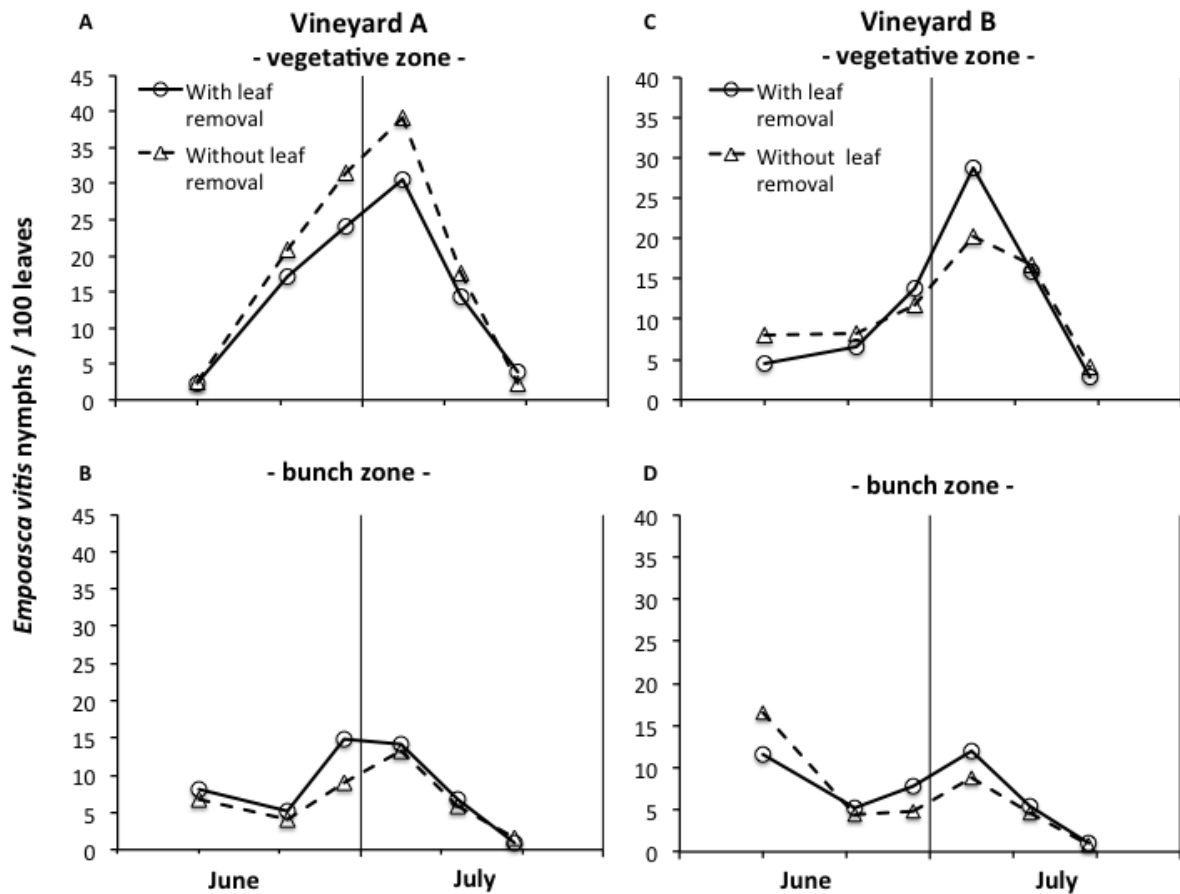 A
Vineyard A
- vegetative zone -
45
40
35
30
25
20
15
10
5
0
With leaf
removal
Without leaf
removal
C
Vineyard B
- vegetative zone -
40
35
30
25
20
15
10
5
0
With leaf
removal
Without leaf
removal
Empoasca vitis nymphs / 100 leaves
B
- bunch zone -
45
40
35
30
25
20
15
10
5
0
June
July
D
- bunch zone -
40
35
30
25
20
15
10
5
0
June
July